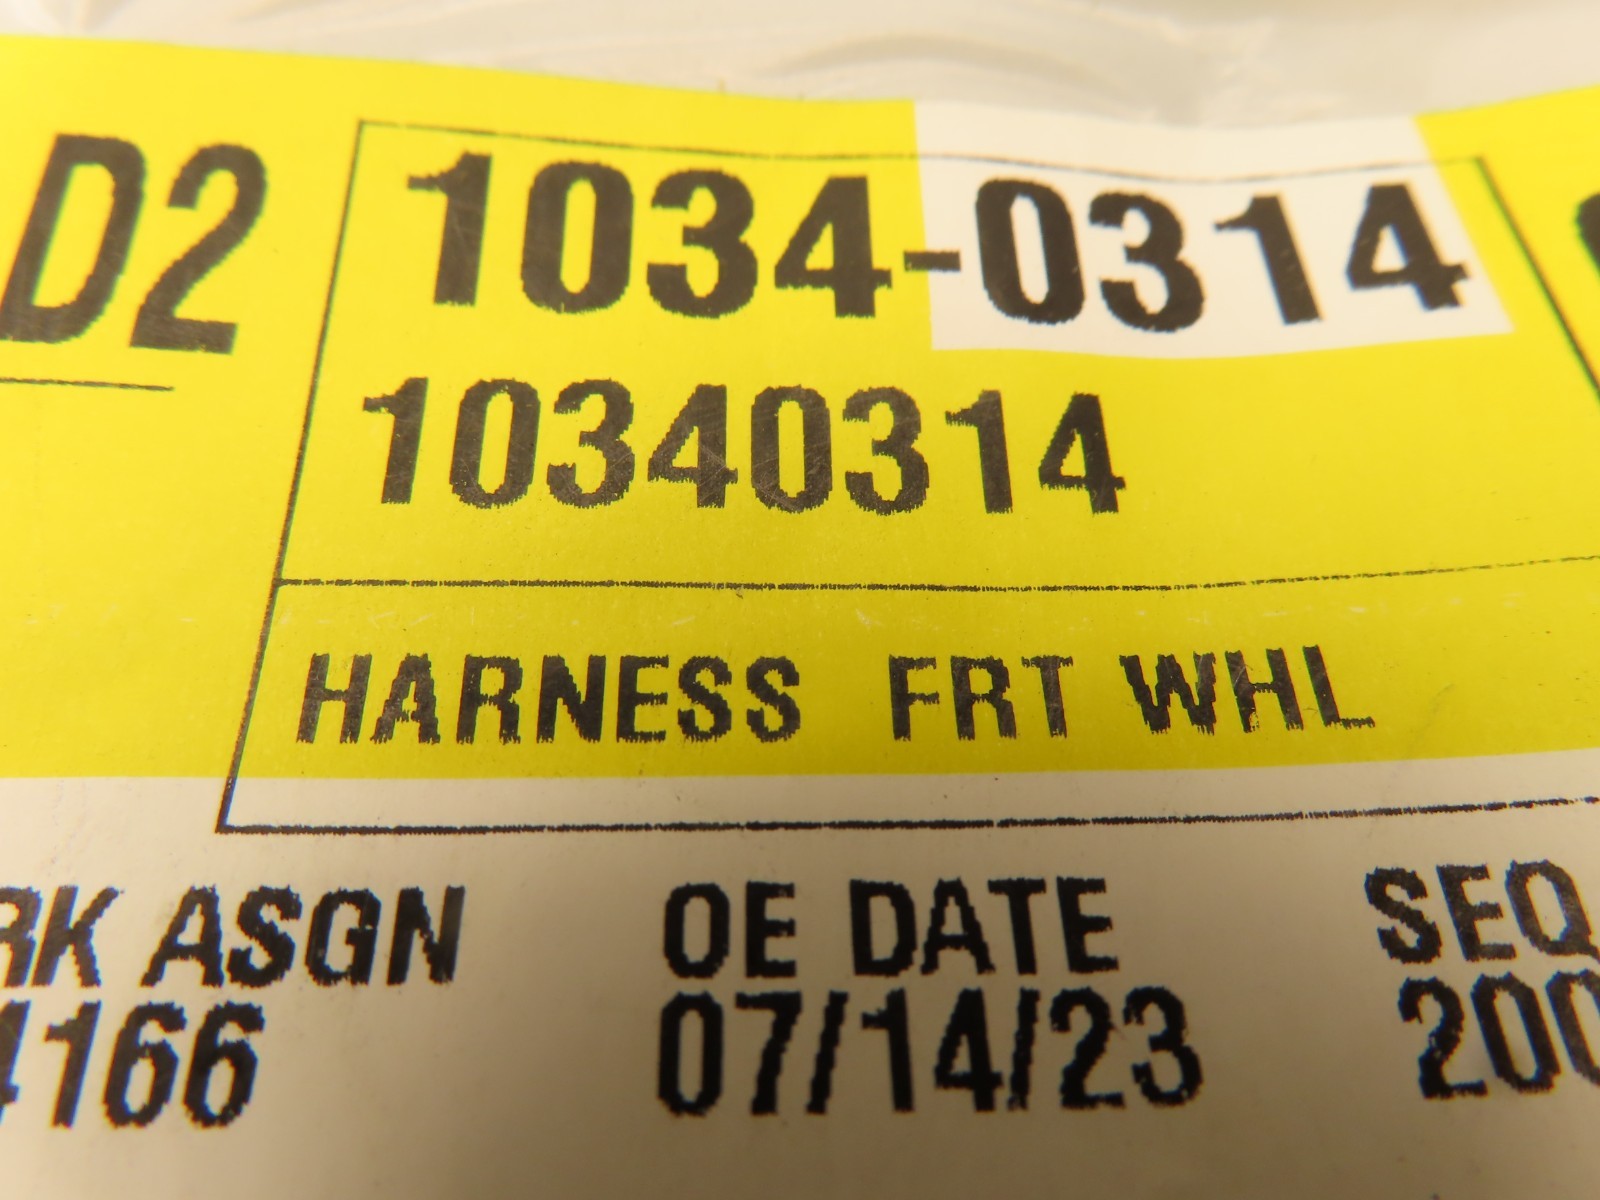 D2
1034-0314
10340314
HARNESS FRT WHL
RK ASGN OE DATE SEQ
4166 07/14/23 200